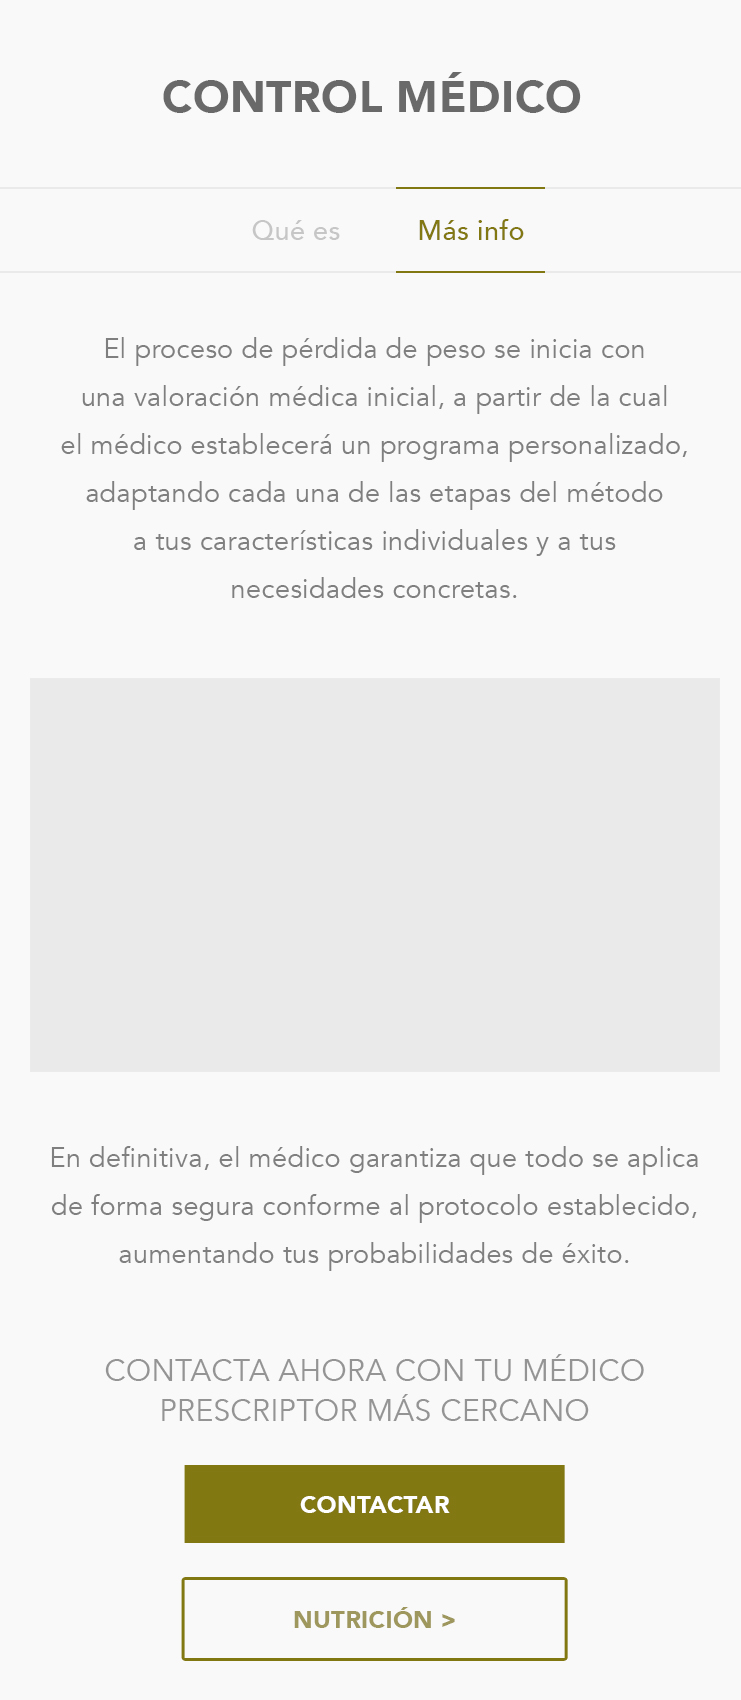 CONTROL MÉDICO
Qué es
Más info
El proceso de pérdida de peso se inicia con
una valoración médica inicial, a partir de la cual
el médico establecerá un programa personalizado,
adaptando cada una de las etapas del método
a tus características individuales y a tus
necesidades concretas.
En definitiva, el médico garantiza que todo se aplica
de forma segura conforme al protocolo establecido,
aumentando tus probabilidades de éxito.
CONTACTA AHORA CON TU MÉDICO
PRESCRIPTOR MÁS CERCANO
CONTACTAR
NUTRICIÓN >